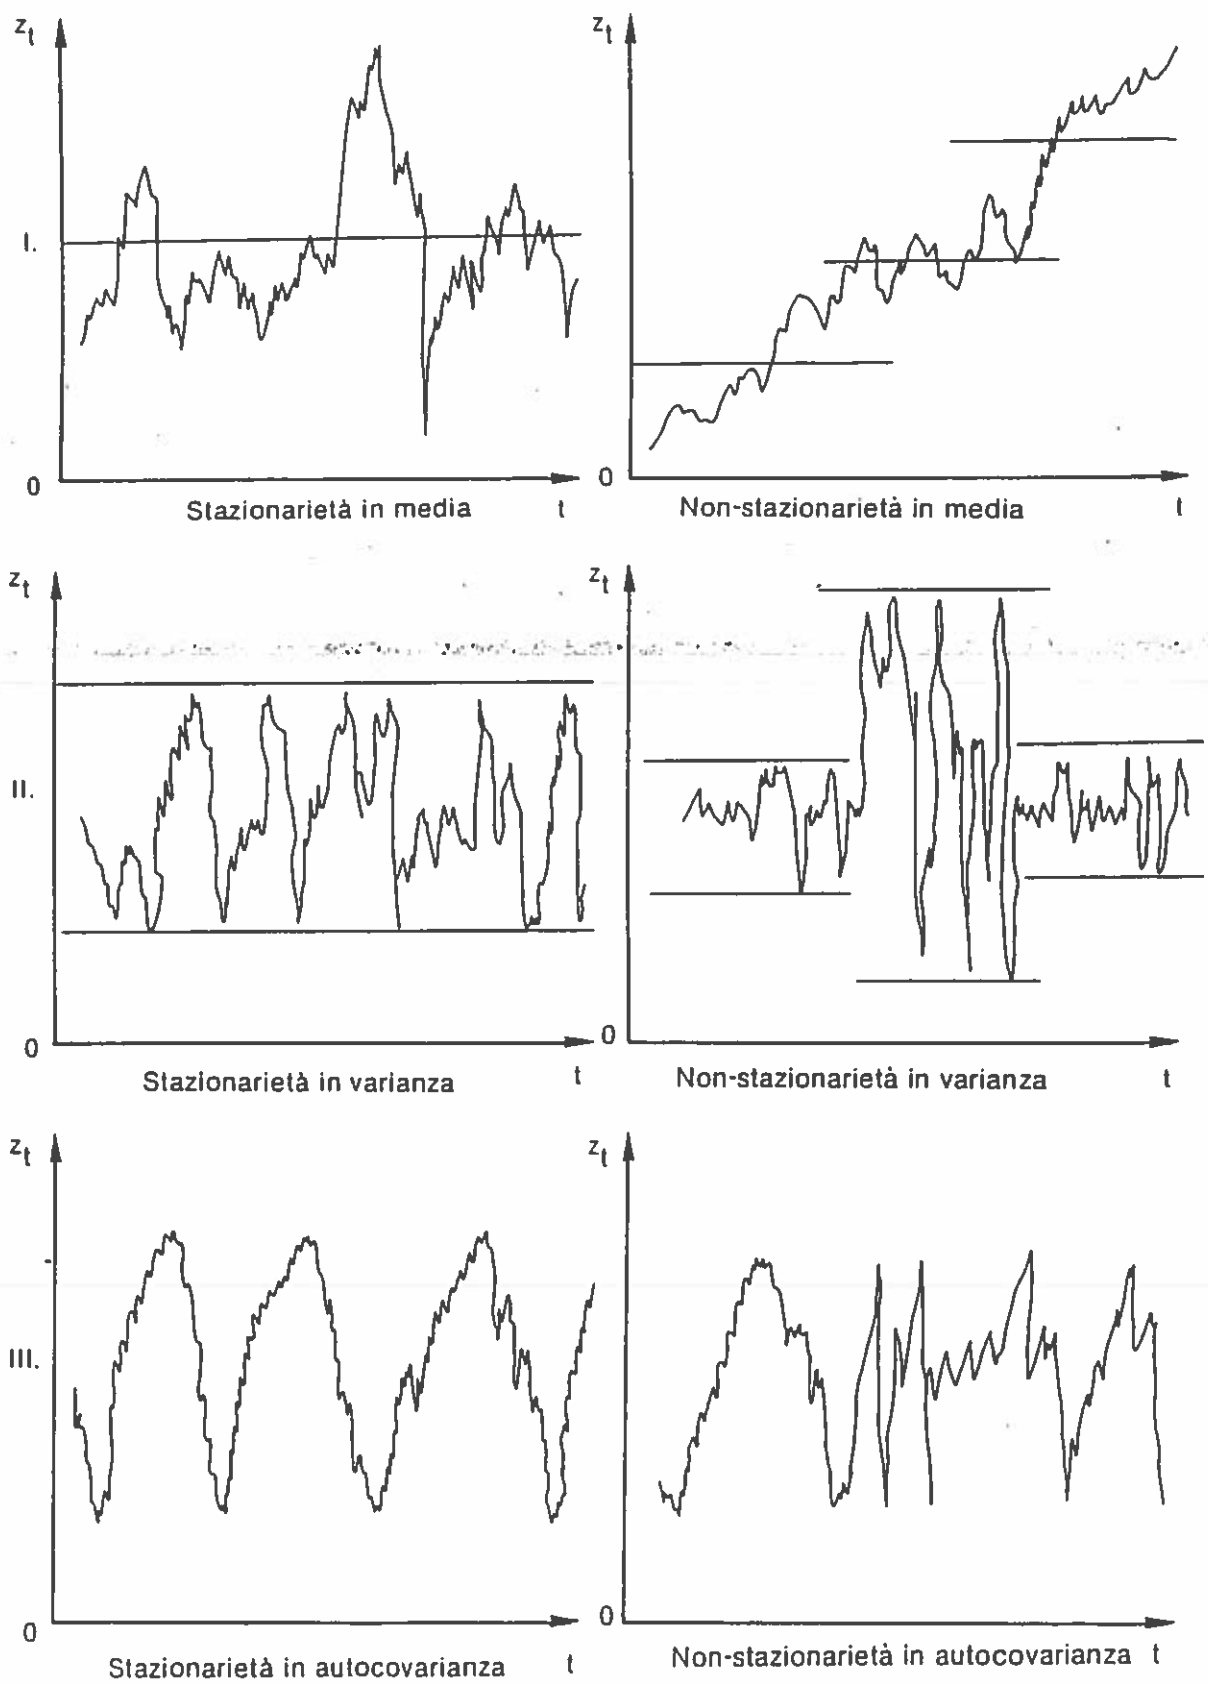 z_t
z_t
I.
0
0
Stazionarietà in media t
Non-stazionarietà in media t
z_t
z_t
II.
0
0
Stazionarietà in varianza t
Non-stazionarietà in varianza t
z_t
z_t
III.
0
0
Stazionarietà in autocovarianza t
Non-stazionarietà in autocovarianza t